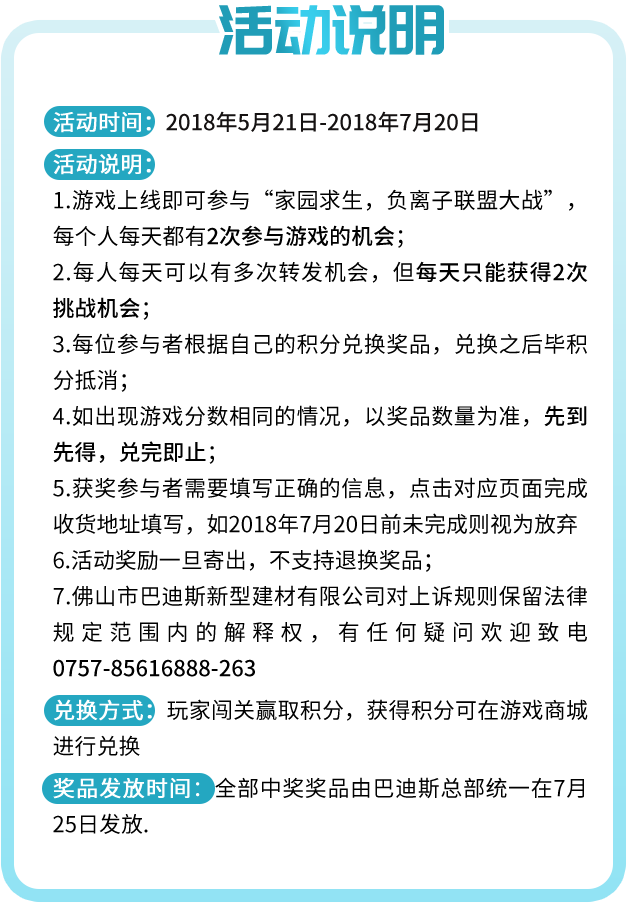 活动说明
活动时间：2018年5月21日-2018年7月20日
活动说明：
1.游戏上线即可参与“家园求生，负离子联盟大战”，
每个人每天都有2次参与游戏的机会；
2.每人每天可以有多次转发机会，但每天只能获得2次
挑战机会；
3.每位参与者根据自己的积分兑换奖品，兑换之后毕积
分抵消；
4.如出现游戏分数相同的情况，以奖品数量为准，先到
先得，兑完即止；
5.获奖参与者需要填写正确的信息，点击对应页面完成
收货地址填写，如2018年7月20日前未完成则视为放弃
6.活动奖励一旦寄出，不支持退换奖品；
7.佛山市巴迪斯新型建材有限公司对上诉规则保留法律
规定范围内的解释权，有任何疑问欢迎致电
0757-85616888-263
兑换方式：玩家闯关赢取积分，获得积分可在游戏商城
进行兑换
奖品发放时间：全部中奖奖品由巴迪斯总部统一在7月
25日发放.